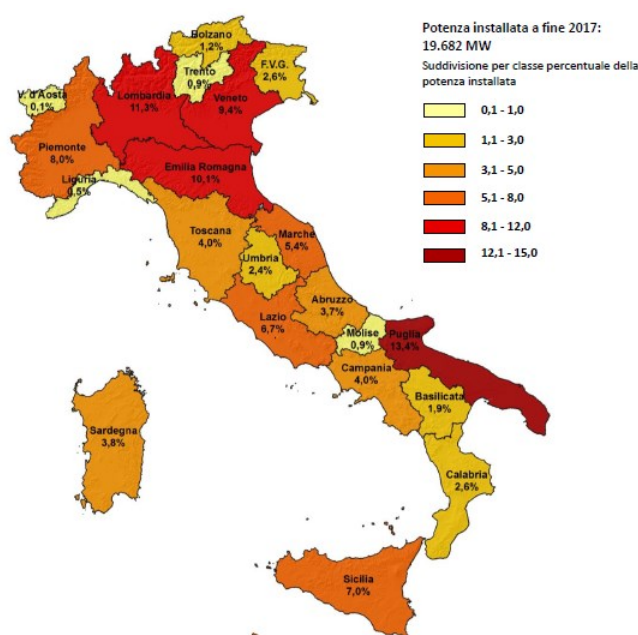 Potenza installata a fine 2017:
19.682 MW
Suddivisione per classe percentuale della
potenza installata
0,1 - 1,0
1,1 - 3,0
3,1 - 5,0
5,1 - 8,0
8,1 - 12,0
12,1 - 15,0
Bolzano
1,2%
F.V.G.
2,6%
Trento
0,9%
V. d'Aosta
0,1%
Lombardia
11,3%
Veneto
9,4%
Piemonte
8,0%
Emilia Romagna
10,1%
Liguria
0,5%
Toscana
4,0%
Marche
5,4%
Umbria
2,4%
Abruzzo
3,7%
Lazio
6,7%
Molise
0,9%
Puglia
13,4%
Campania
4,0%
Basilicata
1,9%
Sardegna
3,8%
Calabria
2,6%
Sicilia
7,0%